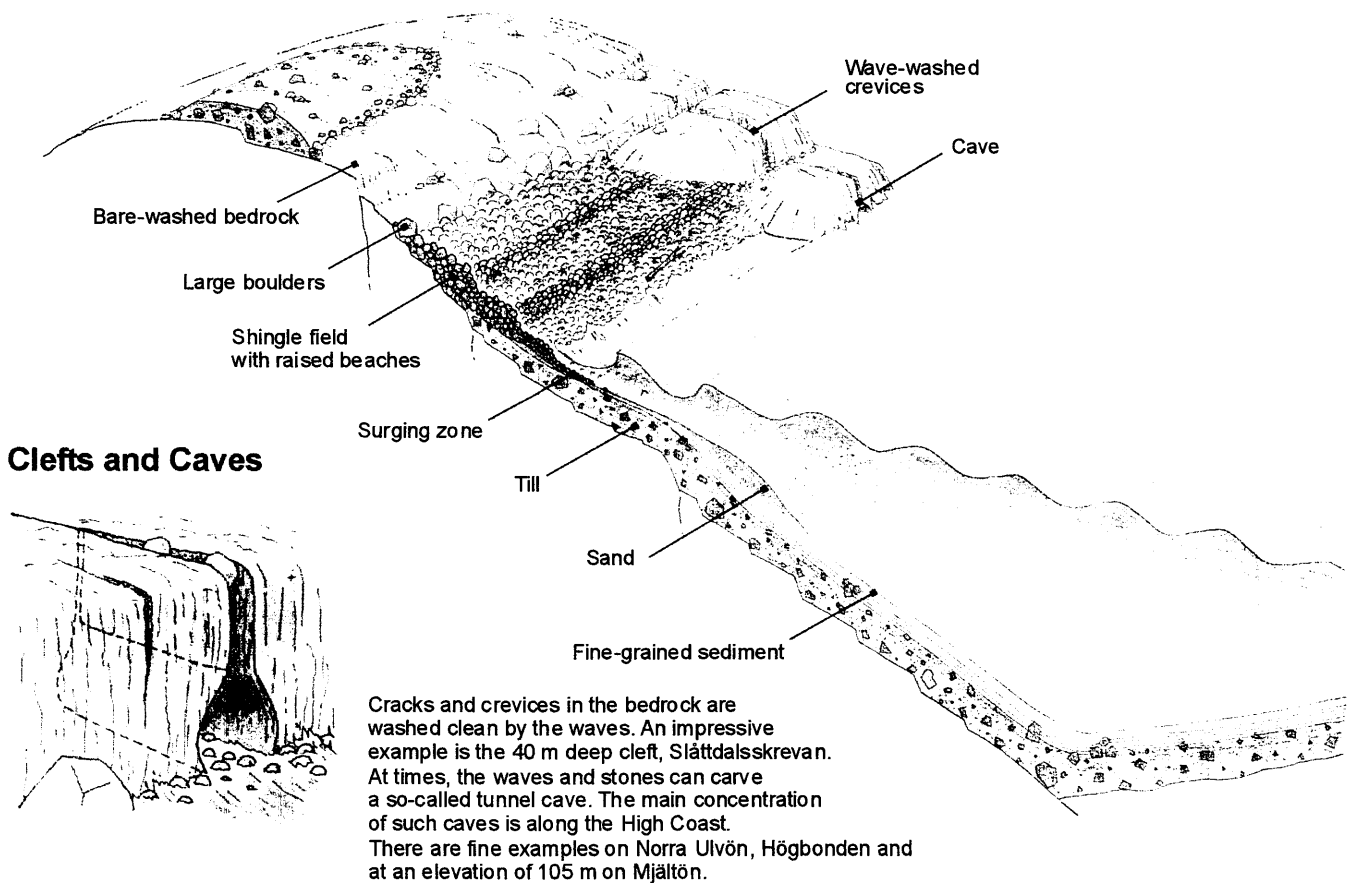 Wave-washed
crevices
Cave
Bare-washed bedrock
Large boulders
Shingle field
with raised beaches
Surging zone
Till
Sand
Fine-grained sediment
Clefts and Caves
Cracks and crevices in the bedrock are
washed clean by the waves. An impressive
example is the 40 m deep cleft, Slåttdalsskrevan.
At times, the waves and stones can carve
a so-called tunnel cave. The main concentration
of such caves is along the High Coast.
There are fine examples on Norra Ulvön, Högbonden and
at an elevation of 105 m on Mjältön.